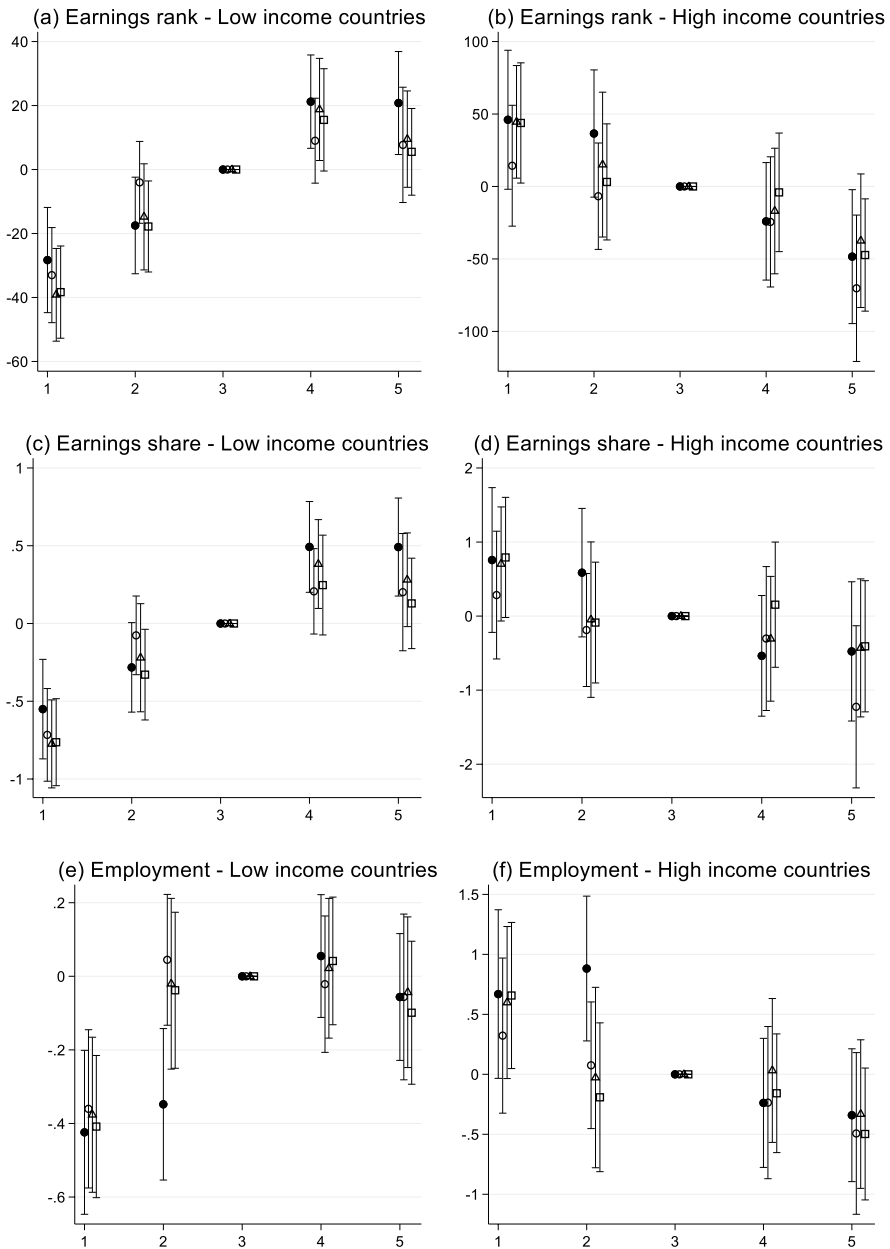 (a) Earnings rank - Low income countries
40
20
0
-20
-40
-60
1 2 3 4 5
(b) Earnings rank - High income countries
100
50
0
-50
-100
1 2 3 4 5
(c) Earnings share - Low income countries
1
.5
0
-.5
-1
1 2 3 4 5
(d) Earnings share - High income countries
2
1
0
-1
-2
1 2 3 4 5
(e) Employment - Low income countries
.2
0
-.2
-.4
-.6
1 2 3 4 5
(f) Employment - High income countries
1.5
1
.5
0
-.5
-1
1 2 3 4 5